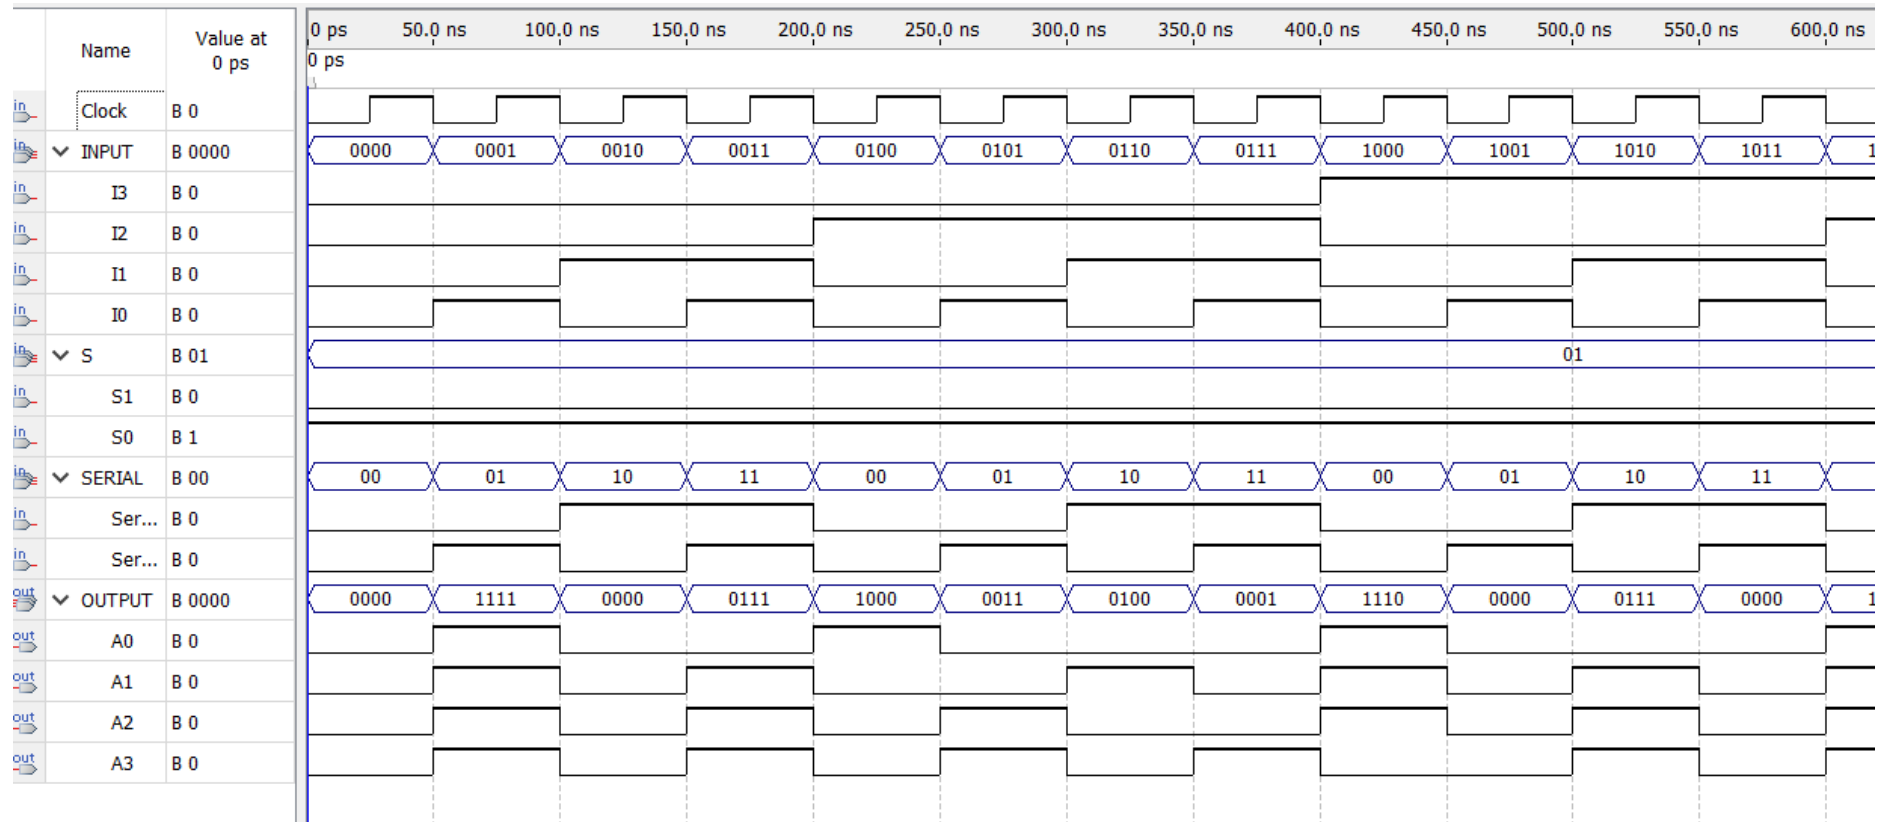 Name Value at 0 ps
0 ps 50.0 ns 100.0 ns 150.0 ns 200.0 ns 250.0 ns 300.0 ns 350.0 ns 400.0 ns 450.0 ns 500.0 ns 550.0 ns 600.0 ns
0 ps
in Clock B 0
in INPUT B 0000 0000 0001 0010 0011 0100 0101 0110 0111 1000 1001 1010 1011 1
in I3 B 0
in I2 B 0
in I1 B 0
in I0 B 0
in S B 01 01
in S1 B 0
in S0 B 1
in SERIAL B 00 00 01 10 11 00 01 10 11 00 01 10 11
in Ser... B 0
in Ser... B 0
out OUTPUT B 0000 0000 1111 0000 0111 1000 0011 0100 0001 1110 0000 0111 0000 1
out A0 B 0
out A1 B 0
out A2 B 0
out A3 B 0